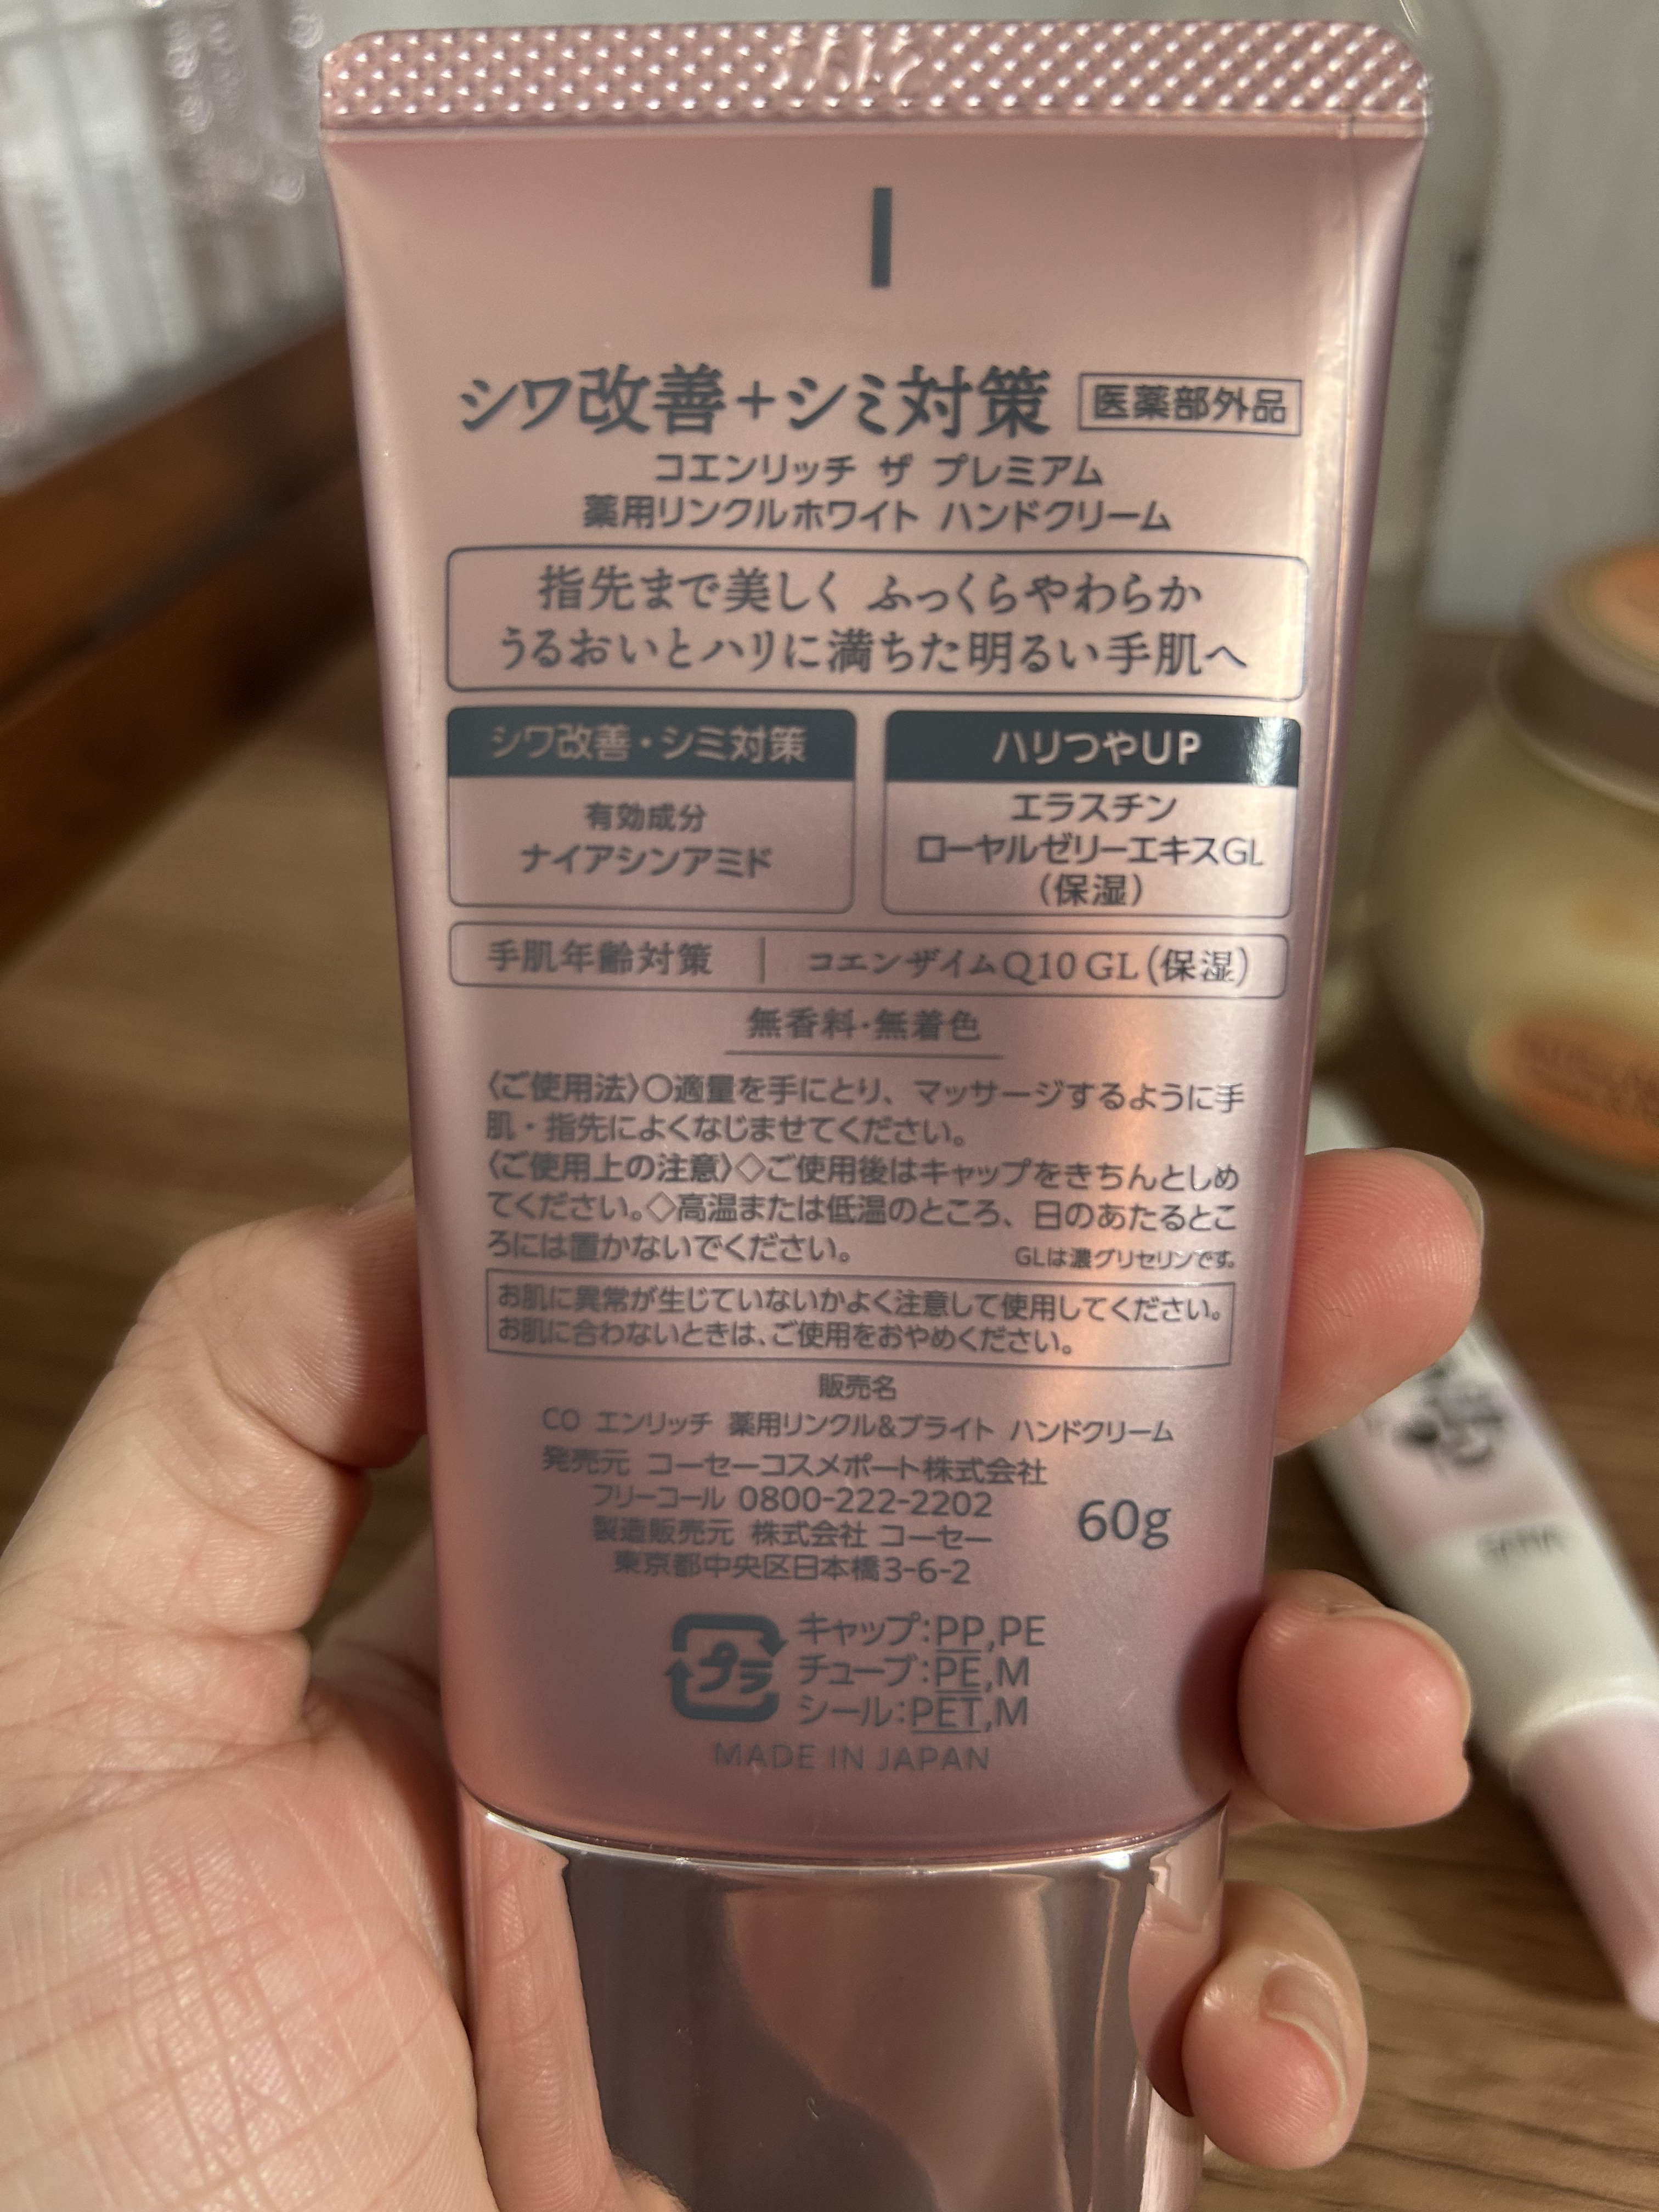 シワ改善+シミ対策 医薬部外品
コエンリッチ ザ プレミアム
薬用リンクルホワイト ハンドクリーム
指先まで美しく ふっくらやわらか
うるおいとハリに満ちた明るい手肌へ
シワ改善・シミ対策
有効成分
ナイアシンアミド
ハリつやUP
エラスチン
ローヤルゼリーエキスGL
(保湿)
手肌年齢対策 | コエンザイムQ10 GL(保湿)
無香料・無着色
〈ご使用法〉○適量を手にとり、マッサージするように手
肌・指先によくなじませてください。
〈ご使用上の注意〉◇ご使用後はキャップをきちんとしめ
てください。◇高温または低温のところ、日のあたるとこ
ろには置かないでください。
GLは濃グリセリンです。
お肌に異常が生じていないかよく注意して使用してください。
お肌に合わないときは、ご使用をおやめください。
販売名
CO エンリッチ 薬用リンクル&ブライト ハンドクリーム
発売元 コーセーコスメポート株式会社
フリーコール 0800-222-2202
製造販売元 株式会社 コーセー
東京都中央区日本橋3-6-2
60g
プラ
キャップ:PP,PE
チューブ:PE,M
シール:PET,M
MADE IN JAPAN